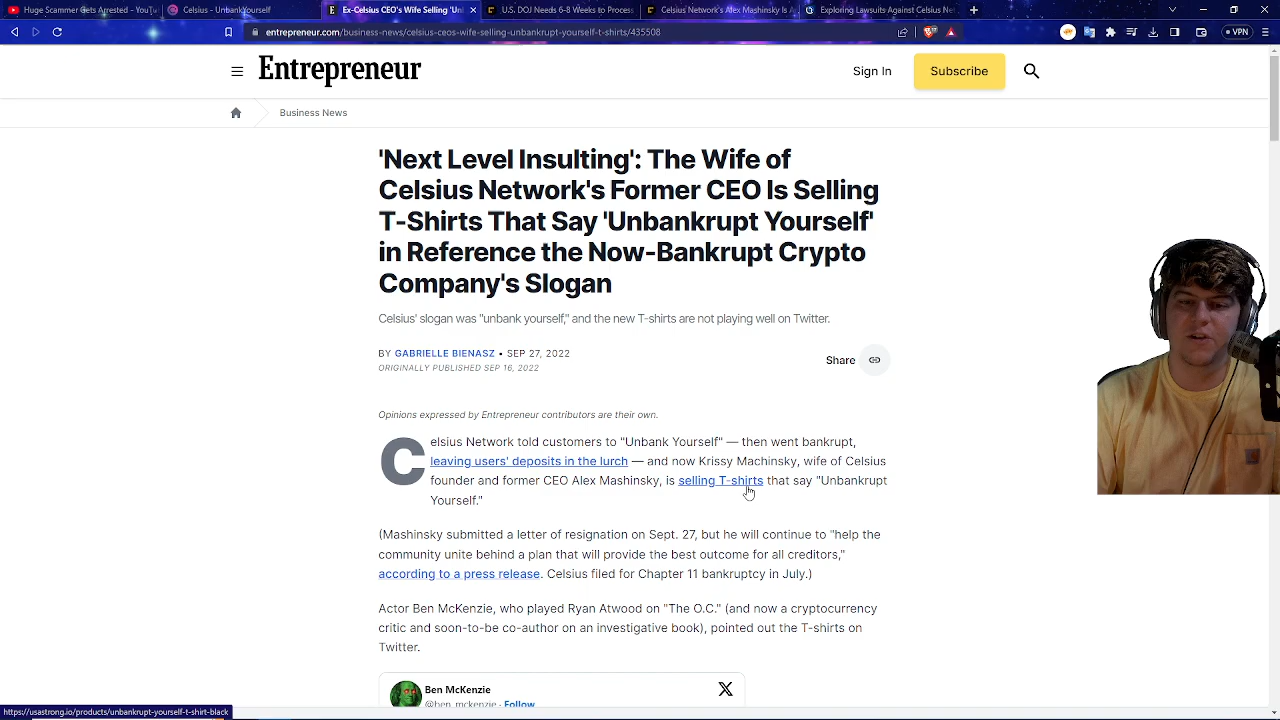 Huge Scammer Gets Arrested - YouTu
Celsius - UnbankYourself
Ex-Celsius CEO's Wife Selling 'Un
U.S. DOJ Needs 6-8 Weeks to Process
Celsius Network's Alex Mashinsky Is A
Exploring Lawsuits Against Celsius Ne
entrepreneur.com/business-news/celsius-ceos-wife-selling-unbankrupt-yourself-t-shirts/435508
VPN
Entrepreneur
Sign In
Subscribe
Business News
'Next Level Insulting': The Wife of
Celsius Network's Former CEO Is Selling
T-Shirts That Say 'Unbankrupt Yourself'
in Reference the Now-Bankrupt Crypto
Company's Slogan
Celsius' slogan was "unbank yourself," and the new T-shirts are not playing well on Twitter.
BY GABRIELLE BIENASZ • SEP 27, 2022
ORIGINALLY PUBLISHED SEP 16, 2022
Share
Opinions expressed by Entrepreneur contributors are their own.
Celsius Network told customers to "Unbank Yourself" — then went bankrupt,
leaving users' deposits in the lurch — and now Krissy Machinsky, wife of Celsius
founder and former CEO Alex Mashinsky, is selling T-shirts that say "Unbankrupt
Yourself."
(Mashinsky submitted a letter of resignation on Sept. 27, but he will continue to "help the
community unite behind a plan that will provide the best outcome for all creditors,"
according to a press release. Celsius filed for Chapter 11 bankruptcy in July.)
Actor Ben McKenzie, who played Ryan Atwood on "The O.C." (and now a cryptocurrency
critic and soon-to-be co-author on an investigative book), pointed out the T-shirts on
Twitter.
Ben McKenzie
@ben_mckenzie · Follow
https://usastrong.io/products/unbankrupt-yourself-t-shirt-black